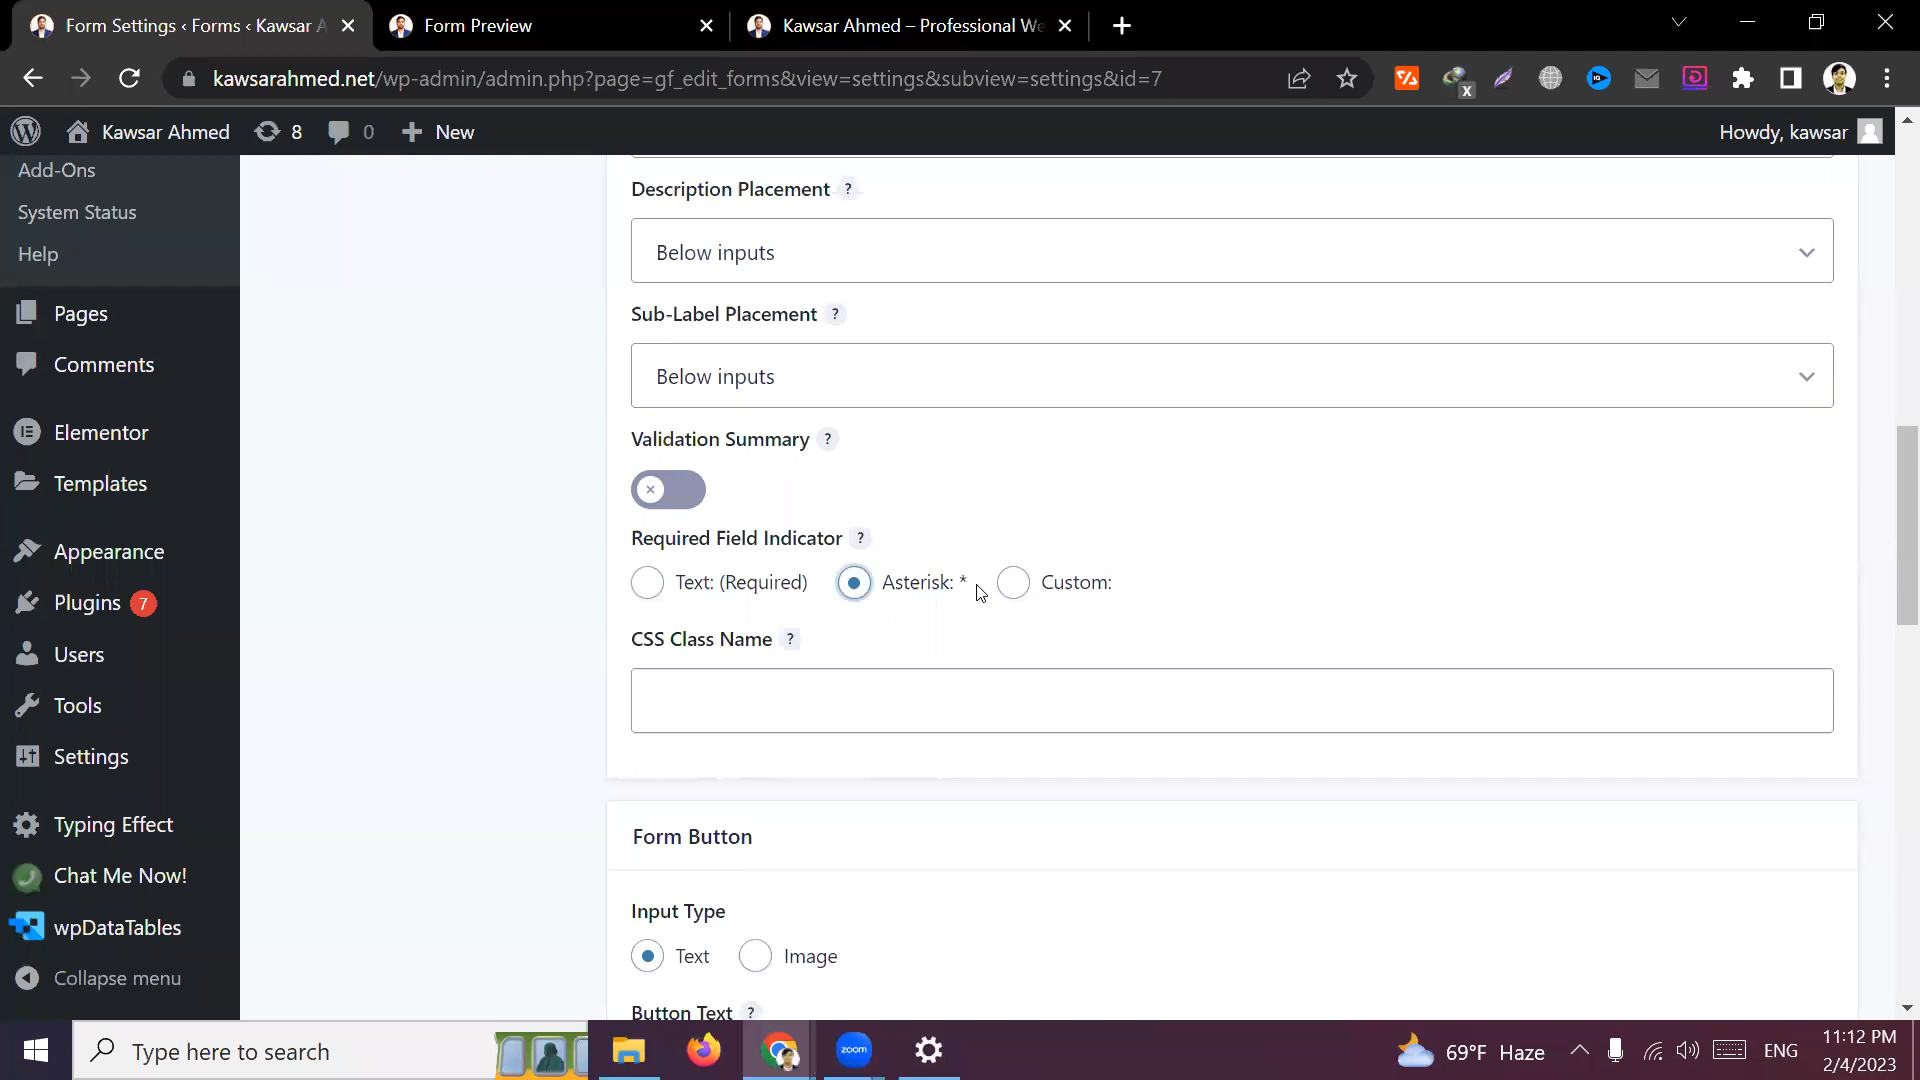 Form Settings ‹ Forms ‹ Kawsar A
Form Preview
Kawsar Ahmed – Professional We
kawsarahmed.net/wp-admin/admin.php?page=gf_edit_forms&view=settings&subview=settings&id=7
Kawsar Ahmed 8 0 New
Howdy, kawsar
Add-Ons
System Status
Help
Pages
Comments
Elementor
Templates
Appearance
Plugins 7
Users
Tools
Settings
Typing Effect
Chat Me Now!
wpDataTables
Collapse menu
Description Placement ?
Below inputs
Sub-Label Placement ?
Below inputs
Validation Summary ?
Required Field Indicator ?
Text: (Required) Asterisk: * Custom:
CSS Class Name ?
Form Button
Input Type
Text Image
Button Text ?
Type here to search
zoom
69°F Haze
ENG
11:12 PM
2/4/2023